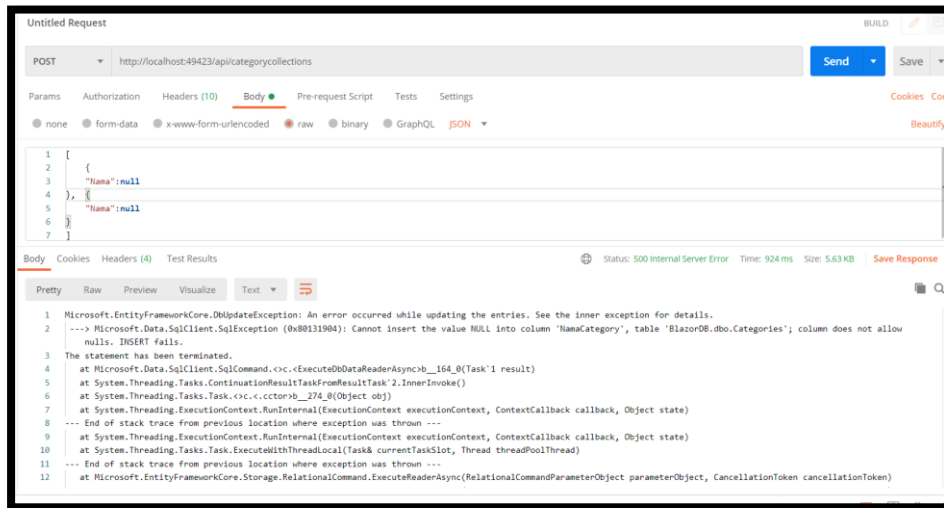 Untitled Request
BUILD
POST
http://localhost:49423/api/categorycollections
Send
Save
Params Authorization Headers (10) Body Pre-request Script Tests Settings
Cookies
none form-data x-www-form-urlencoded raw binary GraphQL JSON
Beautify
1 [
2 {
3 "Nama":null
4 }, {
5 "Nama":null
6 }
7 ]
Body Cookies Headers (4) Test Results
Status: 500 Internal Server Error Time: 924 ms Size: 5.63 KB Save Response
Pretty Raw Preview Visualize Text
1 Microsoft.EntityFrameworkCore.DbUpdateException: An error occurred while updating the entries. See the inner exception for details.
2 ---> Microsoft.Data.SqlClient.SqlException (0x80131904): Cannot insert the value NULL into column 'NamaCategory', table 'BlazorDB.dbo.Categories'; column does not allow
nulls. INSERT fails.
3 The statement has been terminated.
4 at Microsoft.Data.SqlClient.SqlCommand.<>c.<ExecuteDbDataReaderAsync>b__164_0(Task`1 result)
5 at System.Threading.Tasks.ContinuationResultTaskFromResultTask`2.InnerInvoke()
6 at System.Threading.Tasks.Task.<>c.<.cctor>b__274_0(Object obj)
7 at System.Threading.ExecutionContext.RunInternal(ExecutionContext executionContext, ContextCallback callback, Object state)
8 --- End of stack trace from previous location where exception was thrown ---
9 at System.Threading.ExecutionContext.RunInternal(ExecutionContext executionContext, ContextCallback callback, Object state)
10 at System.Threading.Tasks.Task.ExecuteWithThreadLocal(Task& currentTaskSlot, Thread threadPoolThread)
11 --- End of stack trace from previous location where exception was thrown ---
12 at Microsoft.EntityFrameworkCore.Storage.RelationalCommand.ExecuteReaderAsync(RelationalCommandParameterObject parameterObject, CancellationToken cancellationToken)